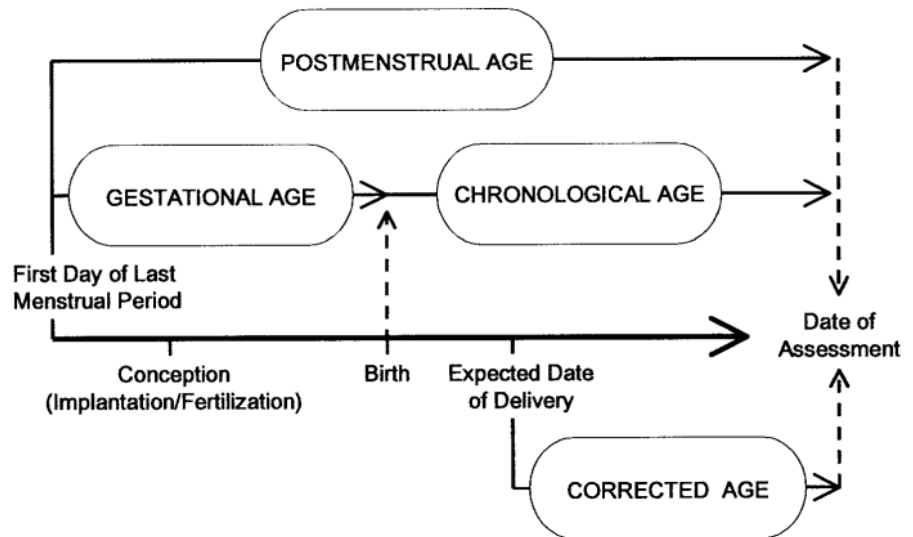 POSTMENSTRUAL AGE
GESTATIONAL AGE
CHRONOLOGICAL AGE
First Day of Last
Menstrual Period
Date of
Assessment
Conception
(Implantation/Fertilization)
Birth
Expected Date
of Delivery
CORRECTED AGE